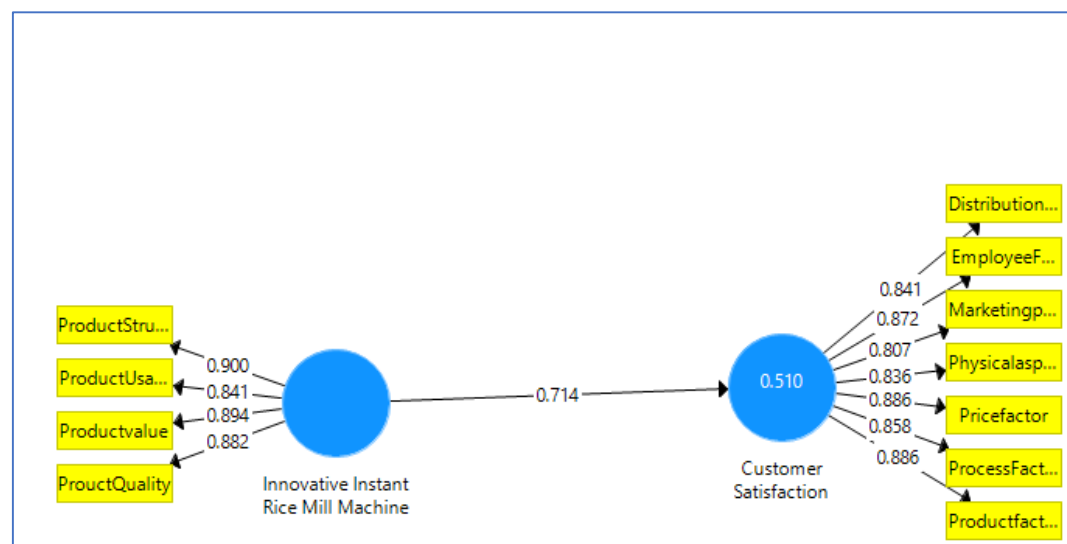 Distribution...
EmployeeF...
0.841
Marketingp...
0.872
ProductStru...
0.807
Physicalasp...
0.900
0.836
ProductUsa...
0.510
0.841
0.714
0.886
Pricefactor
0.894
0.858
Productvalue
0.882
0.886
ProcessFact...
ProuctQuality
Innovative Instant
Rice Mill Machine
Customer
Satisfaction
Productfact...